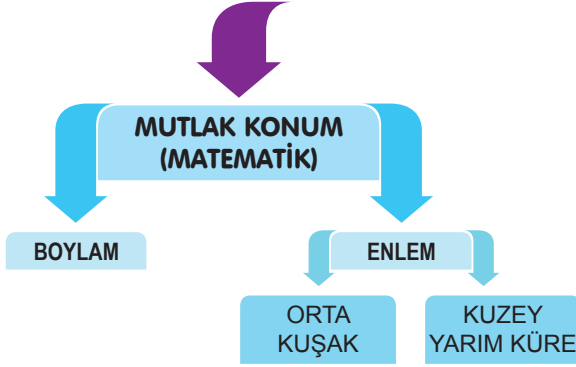 MUTLAK KONUM
(MATEMATİK)
BOYLAM
ENLEM
ORTA
KUŞAK
KUZEY
YARIM KÜRE